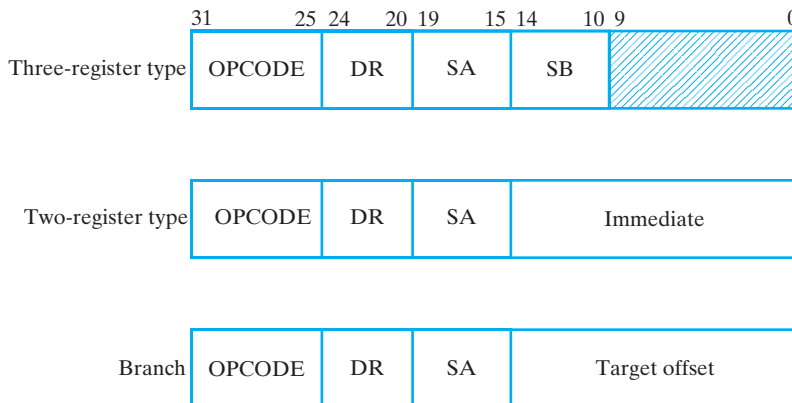 31 25 24 20 19 15 14 10 9 0
Three-register type OPCODE DR SA SB
Two-register type OPCODE DR SA Immediate
Branch OPCODE DR SA Target offset